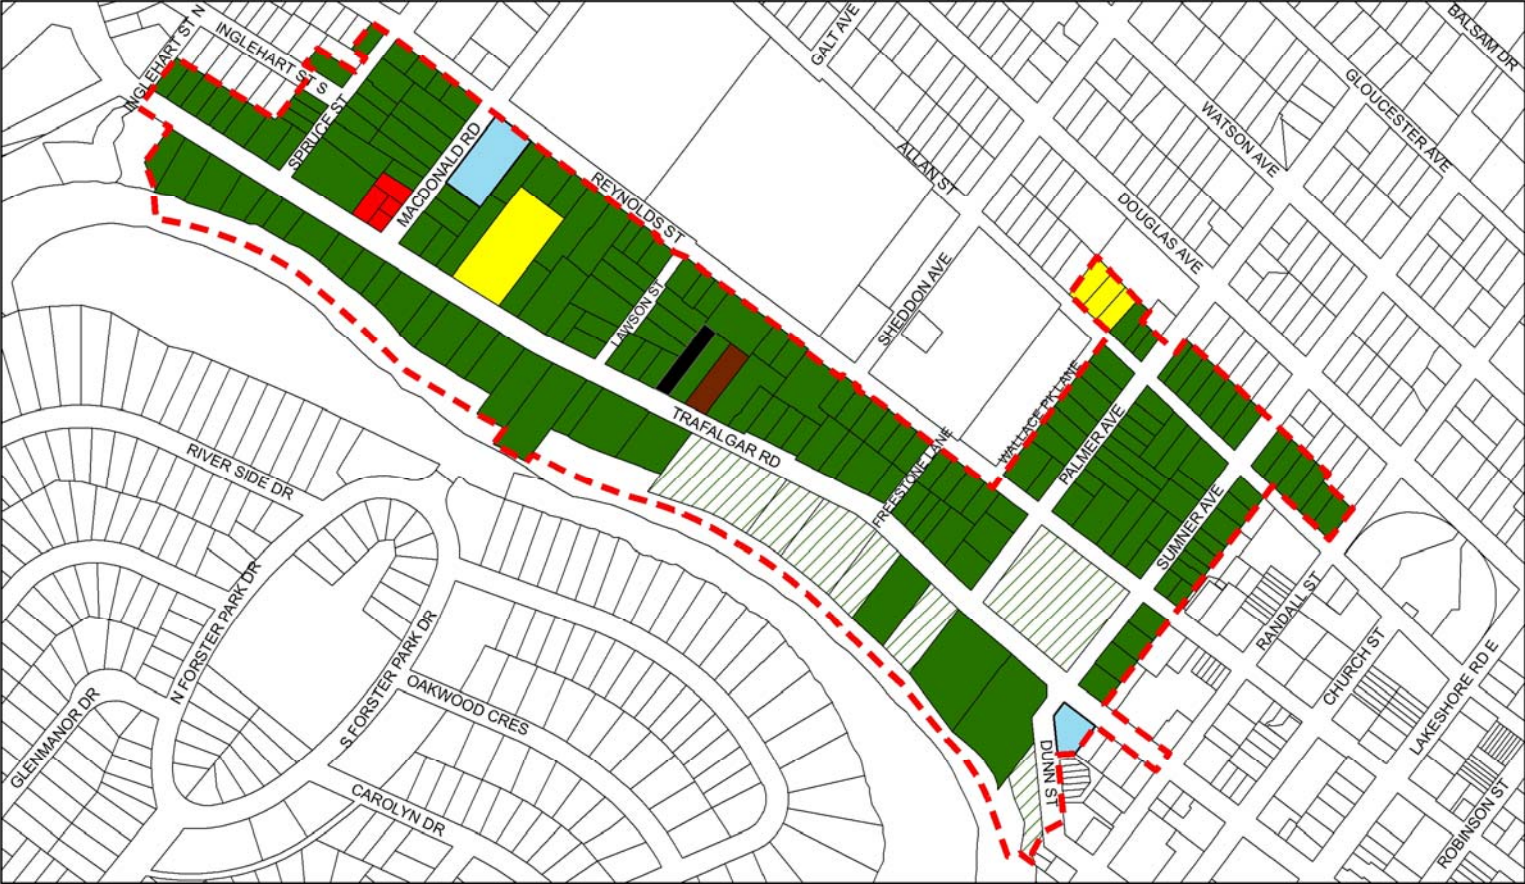 INGLEHART ST N
INGLEHART ST S
GALT AVE
BALSAM DR
GLOUCESTER AVE
WATSON AVE
SPRUCE ST
MACDONALD RD
ALLAN ST
REYNOLDS ST
DOUGLAS AVE
SHEDDON AVE
LAWSON ST
WALLACE PK LANE
TRAFALGAR RD
PALMER AVE
FREESTONE LANE
RIVER SIDE DR
SUMNER AVE
N FORSTER PARK DR
RANDALL ST
S FORSTER PARK DR
CHURCH ST
LAKESHORE RD E
OAKWOOD CRES
GLENMANOR DR
DUNN ST
CAROLYN DR
ROBINSON ST